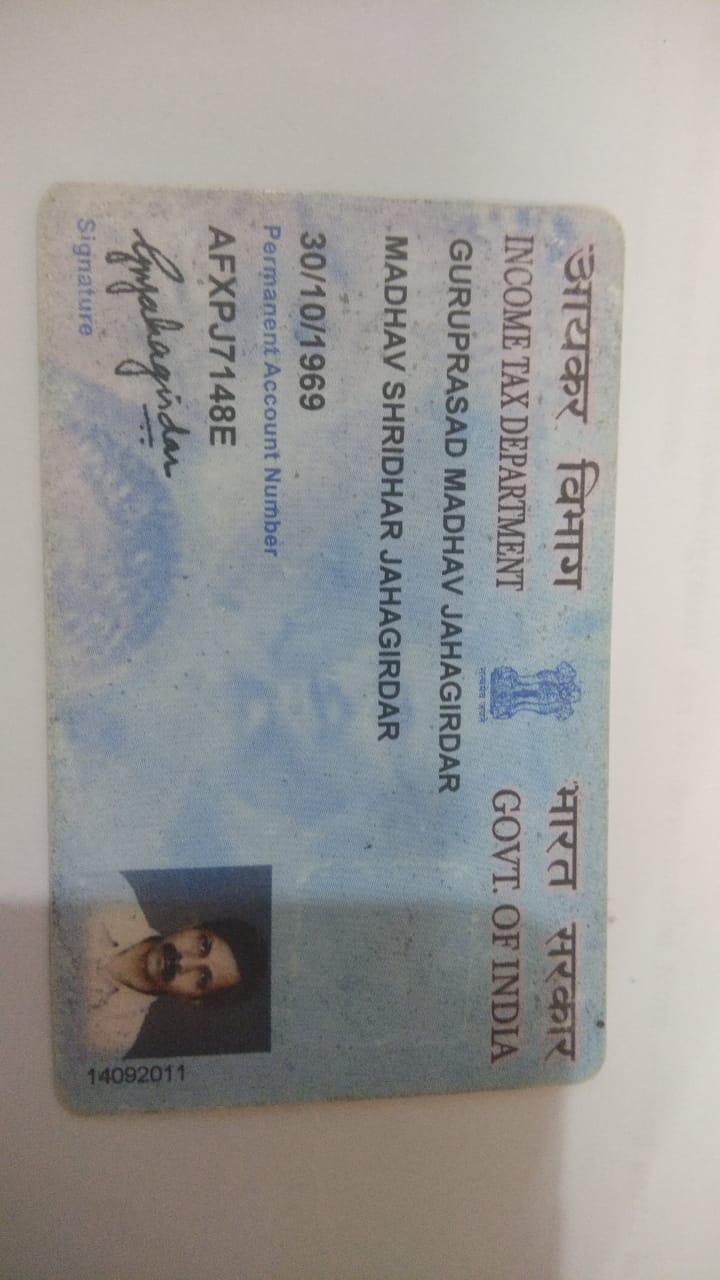 आयकर विभाग
भारत सरकार
INCOME TAX DEPARTMENT
GOVT. OF INDIA
सत्यमेव जयते
GURUPRASAD MADHAV JAHAGIRDAR
MADHAV SHRIDHAR JAHAGIRDAR
30/10/1969
Permanent Account Number
AFXPJ7148E
Gmjahagirdar
Signature
14092011